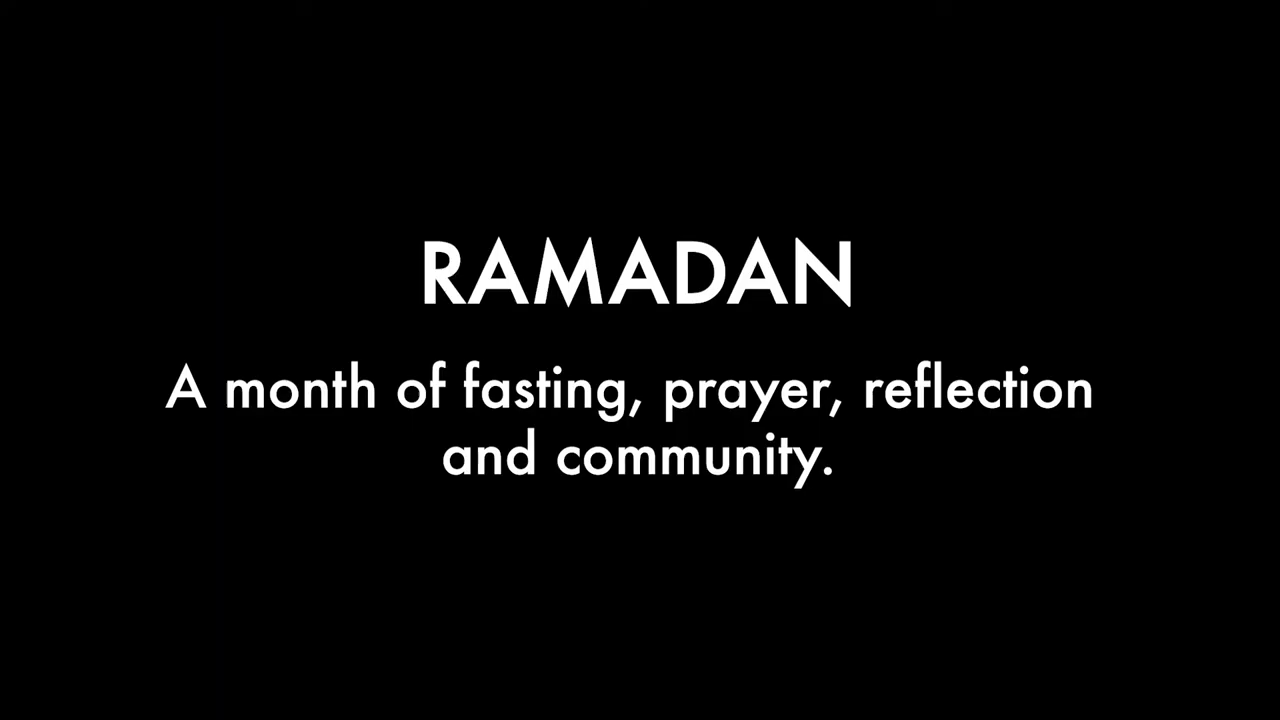 RAMADAN
A month of fasting, prayer, reflection
and community.